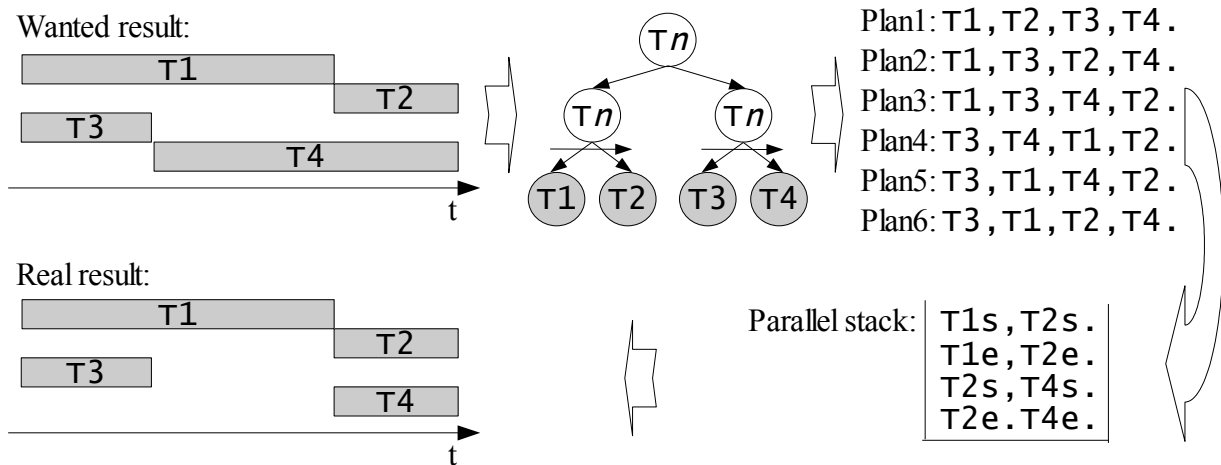 Wanted result:
T1
T2
T3
T4
t
Tn
Tn
Tn
T1
T2
T3
T4
Plan1: T1,T2,T3,T4.
Plan2: T1,T3,T2,T4.
Plan3: T1,T3,T4,T2.
Plan4: T3,T4,T1,T2.
Plan5: T3,T1,T4,T2.
Plan6: T3,T1,T2,T4.
Real result:
T1
T2
T3
T4
t
Parallel stack:
T1s,T2s.
T1e,T2e.
T2s,T4s.
T2e.T4e.